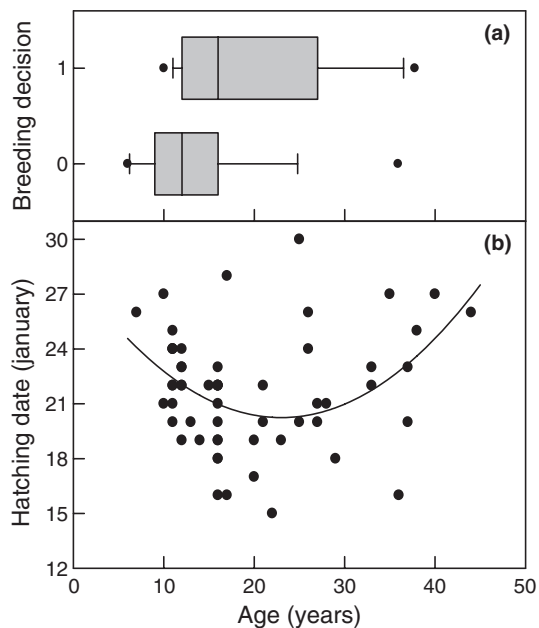 (a)
Breeding decision
1
0
(b)
Hatching date (january)
30
27
24
21
18
15
12
0 10 20 30 40 50
Age (years)